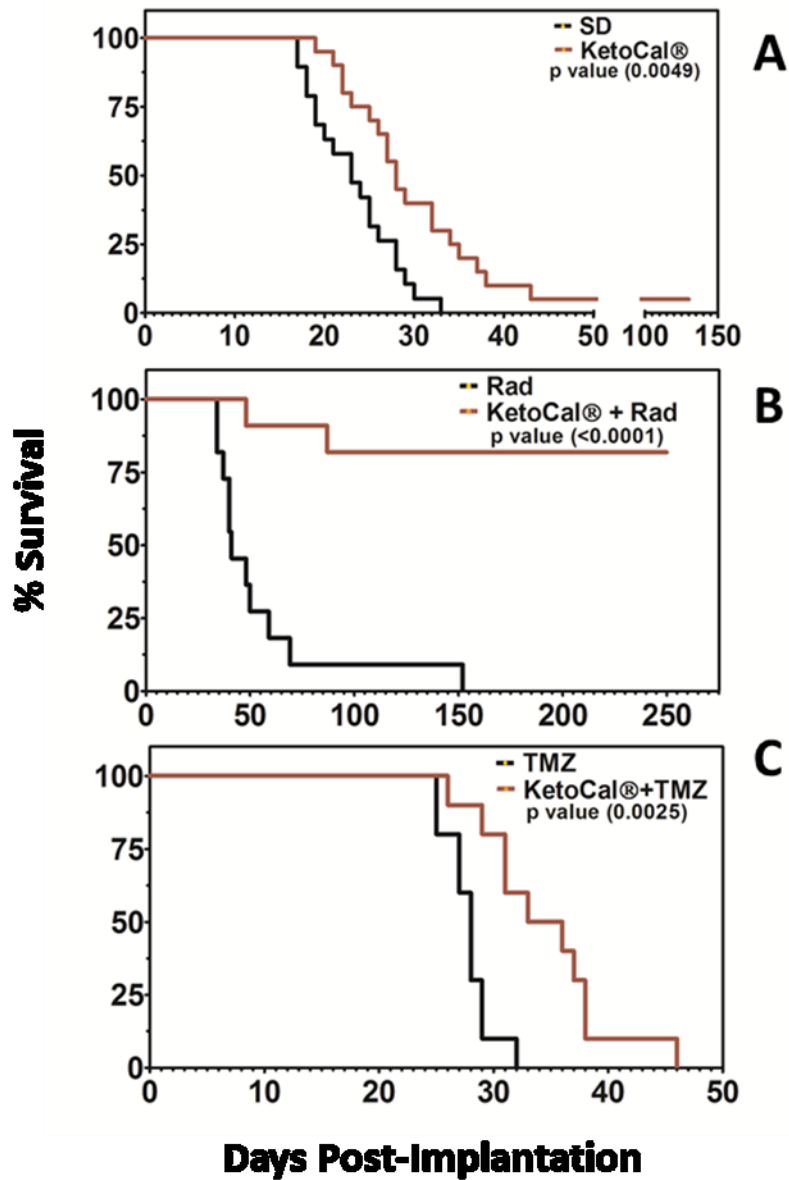 SD
KetoCal®
p value (0.0049)
A
100
75
50
25
0
0 10 20 30 40 50 100 150
Rad
KetoCal® + Rad
p value (<0.0001)
B
100
75
50
25
0
0 50 100 150 200 250
TMZ
KetoCal®+TMZ
p value (0.0025)
C
100
75
50
25
0
0 10 20 30 40 50
% Survival
Days Post-Implantation